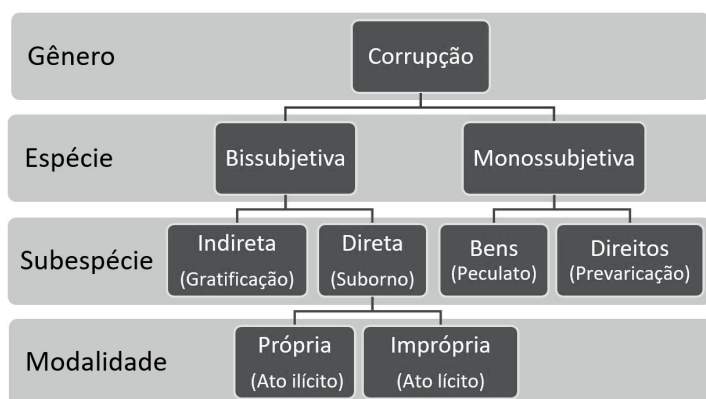 Gênero
Corrupção
Espécie
Bissubjetiva
Monossubjetiva
Subespécie
Indireta
(Gratificação)
Direta
(Suborno)
Bens
(Peculato)
Direitos
(Prevaricação)
Modalidade
Própria
(Ato ilícito)
Imprópria
(Ato lícito)